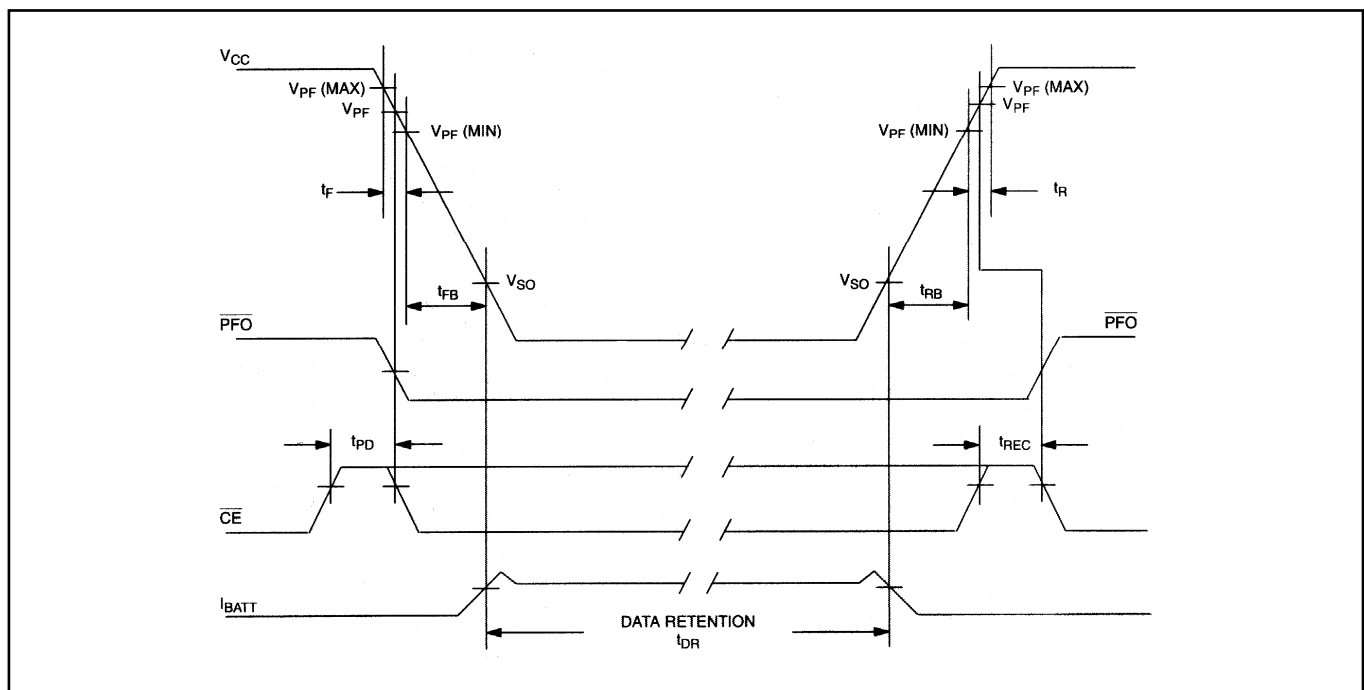 VCC
VPF (MAX)
VPF
VPF (MIN)
tF
tFB
VSO
VPF (MAX)
VPF
VPF (MIN)
tR
VSO
tRB
PFO
PFO
tPD
tREC
CE
IBATT
DATA RETENTION
tDR